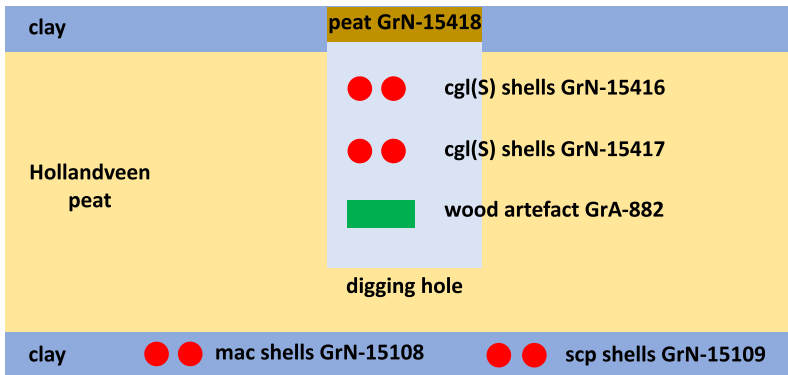 clay
peat GrN-15418
cgl(S) shells GrN-15416
cgl(S) shells GrN-15417
Hollandveen
peat
wood artefact GrA-882
digging hole
clay
mac shells GrN-15108
scp shells GrN-15109